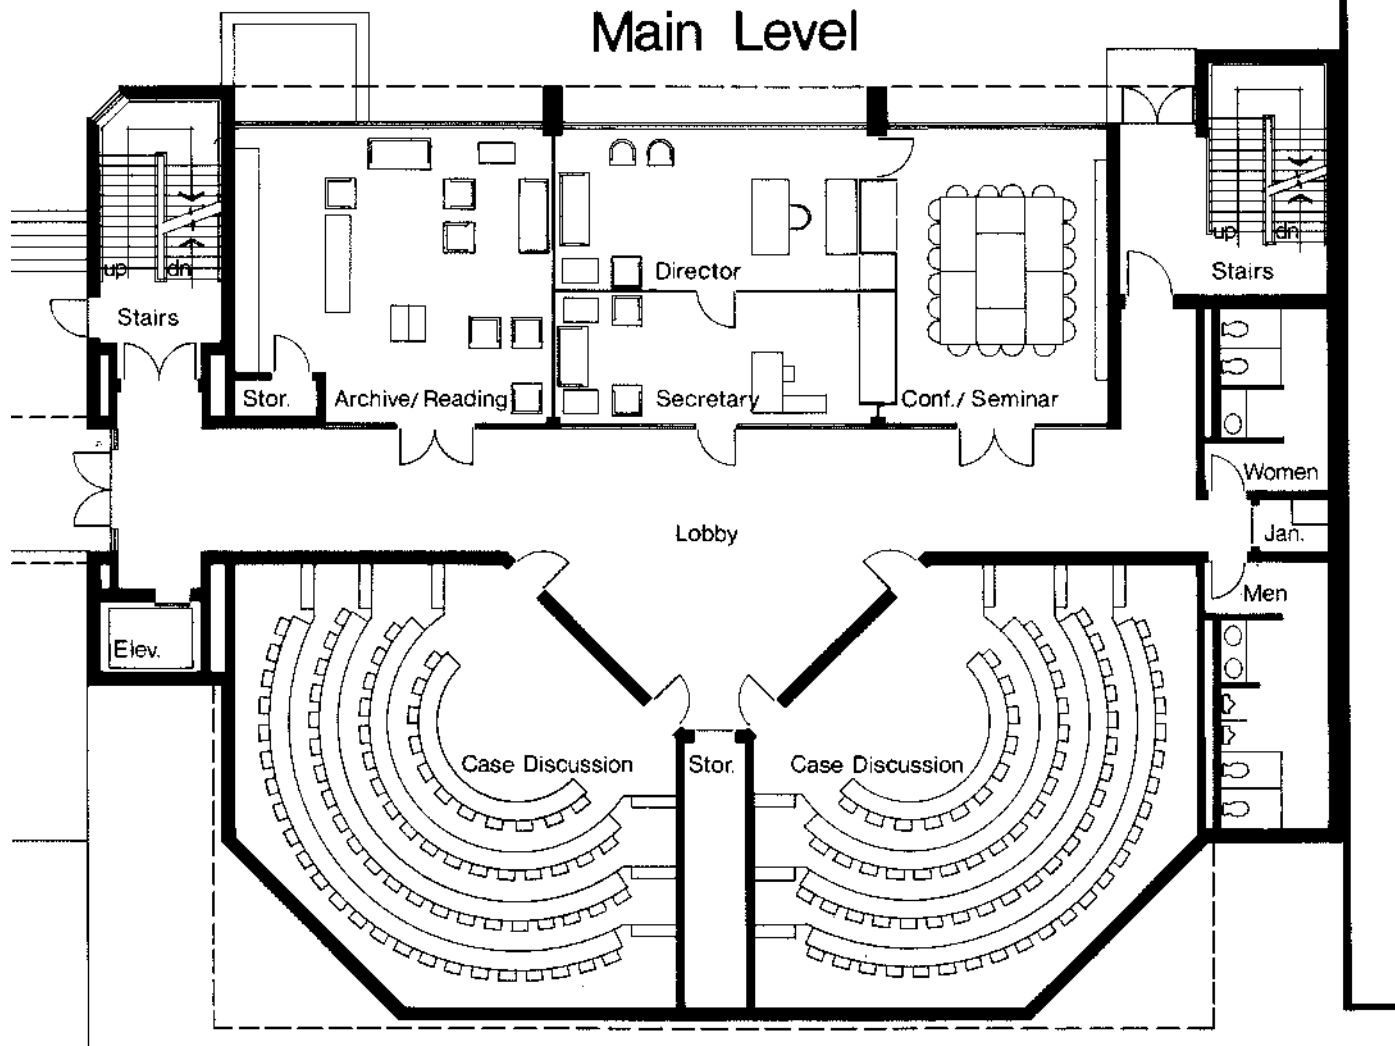 Main Level
up dn
Stairs
Stor.
Archive/ Reading
Director
Secretary
Conf./ Seminar
up dn
Stairs
Women
Jan.
Men
Lobby
Elev.
Case Discussion
Stor.
Case Discussion